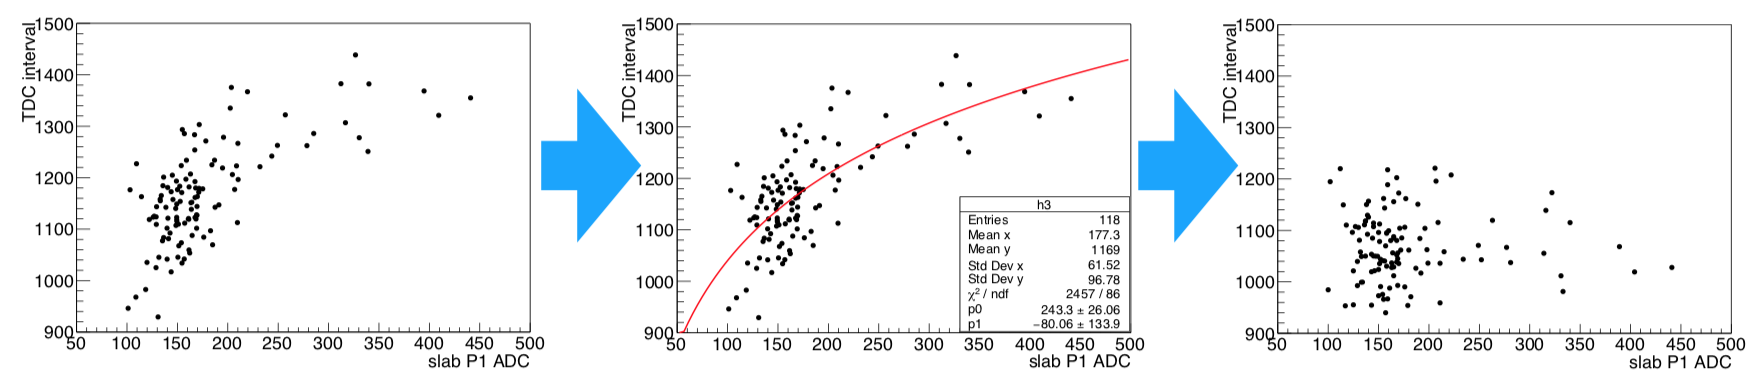 TDC interval
1500
1400
1300
1200
1100
1000
900
50 100 150 200 250 300 350 400 450 500
slab P1 ADC
TDC interval
1500
1400
1300
1200
1100
1000
900
h3
Entries 118
Mean x 177.3
Mean y 1169
Std Dev x 61.52
Std Dev y 96.78
χ² / ndf 2457 / 86
p0 243.3 ± 26.06
p1 −80.06 ± 133.9
50 100 150 200 250 300 350 400 450 500
slab P1 ADC
TDC interval
1500
1400
1300
1200
1100
1000
900
50 100 150 200 250 300 350 400 450 500
slab P1 ADC